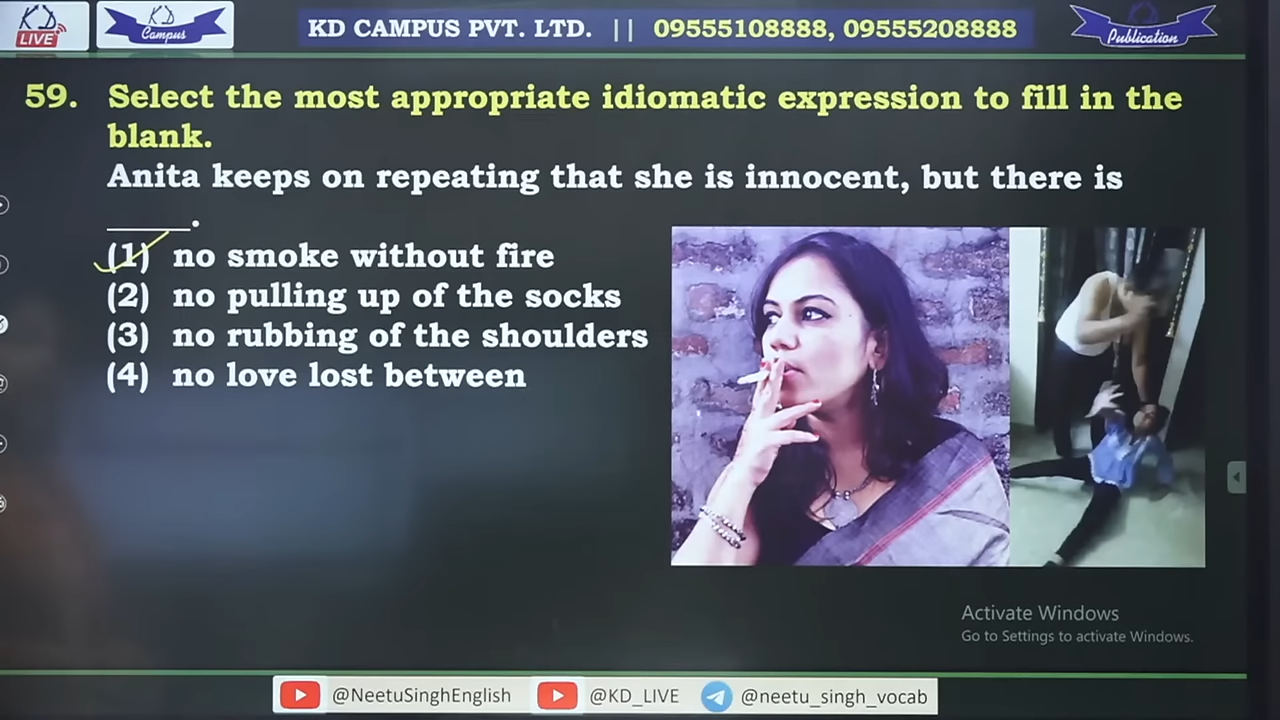 KD
LIVE
KD
Campus
KD CAMPUS PVT. LTD. || 09555108888, 09555208888
Publication
59. Select the most appropriate idiomatic expression to fill in the
blank.
Anita keeps on repeating that she is innocent, but there is
_____.
(1) no smoke without fire
(2) no pulling up of the socks
(3) no rubbing of the shoulders
(4) no love lost between
Activate Windows
Go to Settings to activate Windows.
@NeetuSinghEnglish @KD_LIVE @neetu_singh_vocab